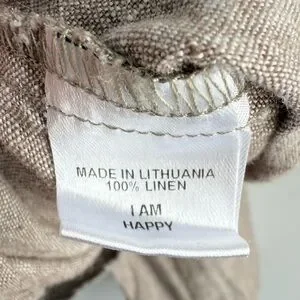 MADE IN LITHUANIA
100% LINEN
I AM
HAPPY